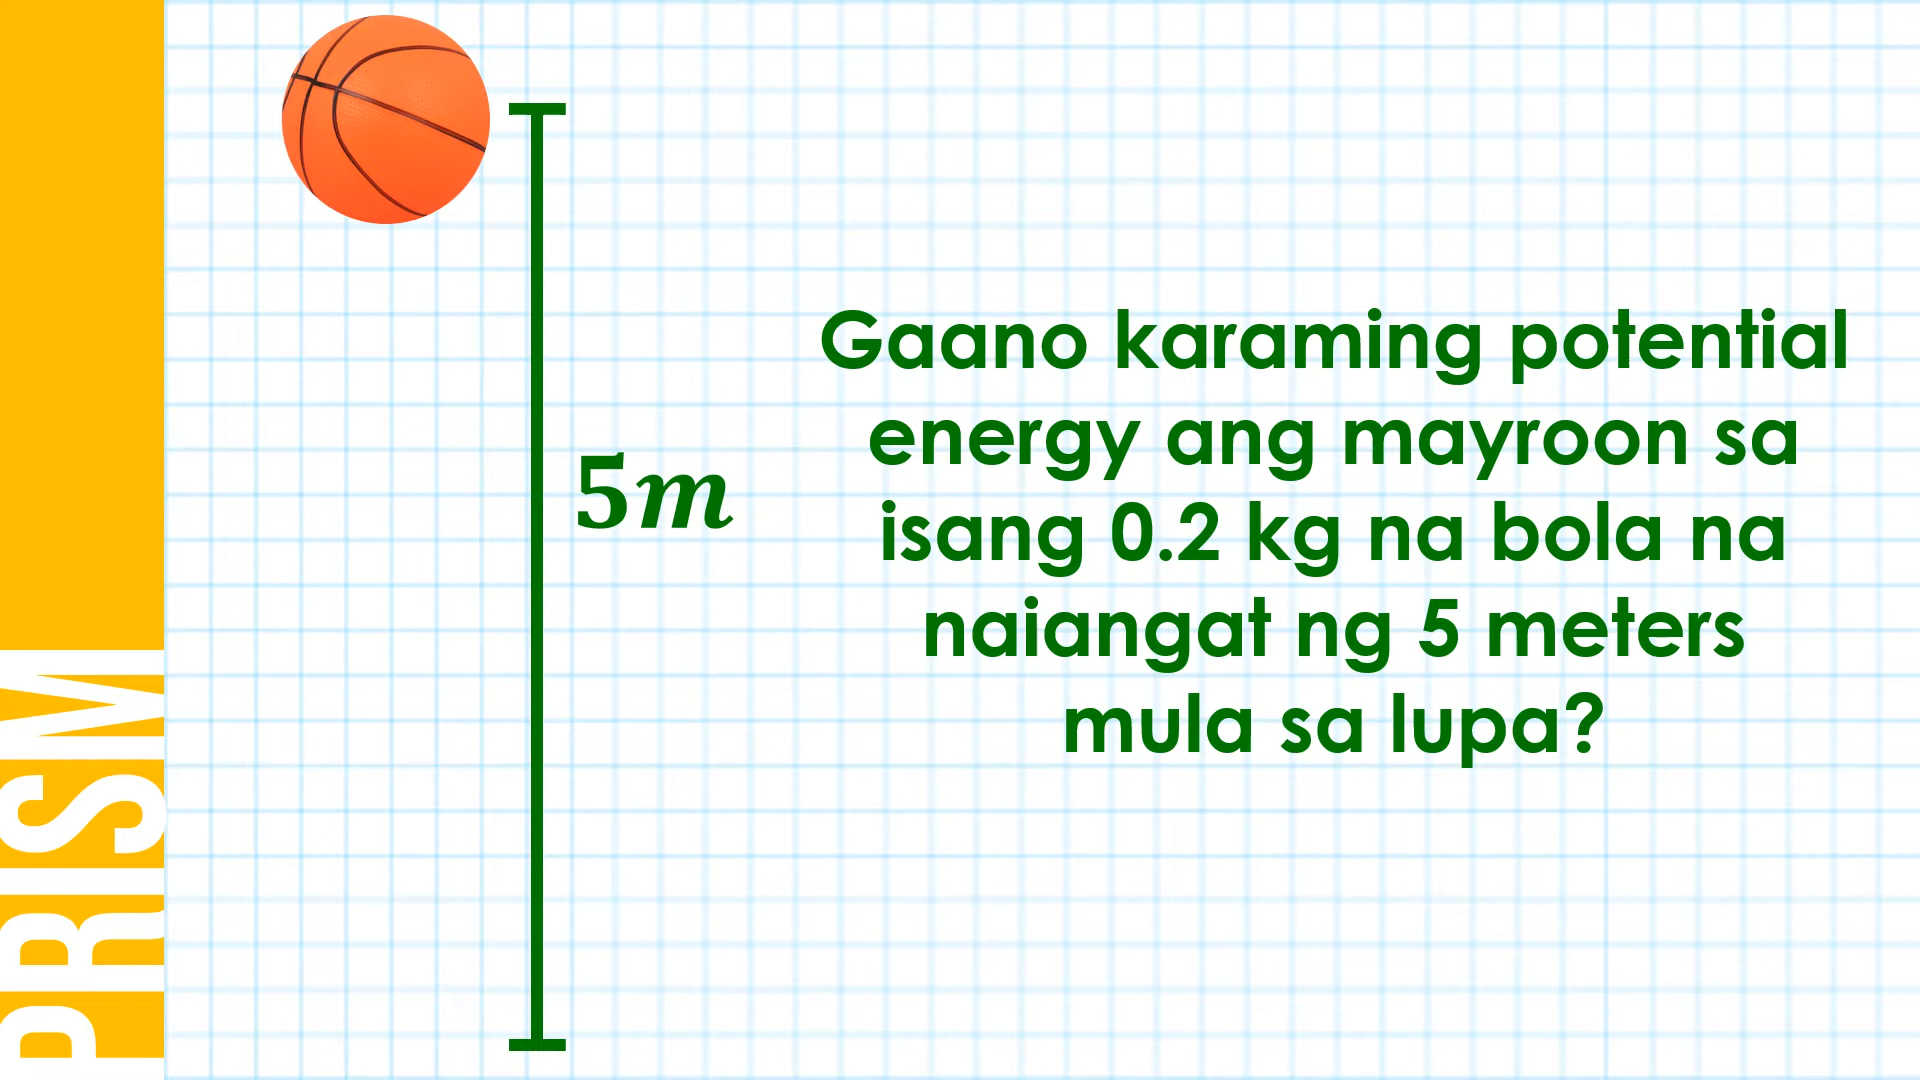 5m
Gaano karaming potential
energy ang mayroon sa
isang 0.2 kg na bola na
naiangat ng 5 meters
mula sa lupa?
PRISM